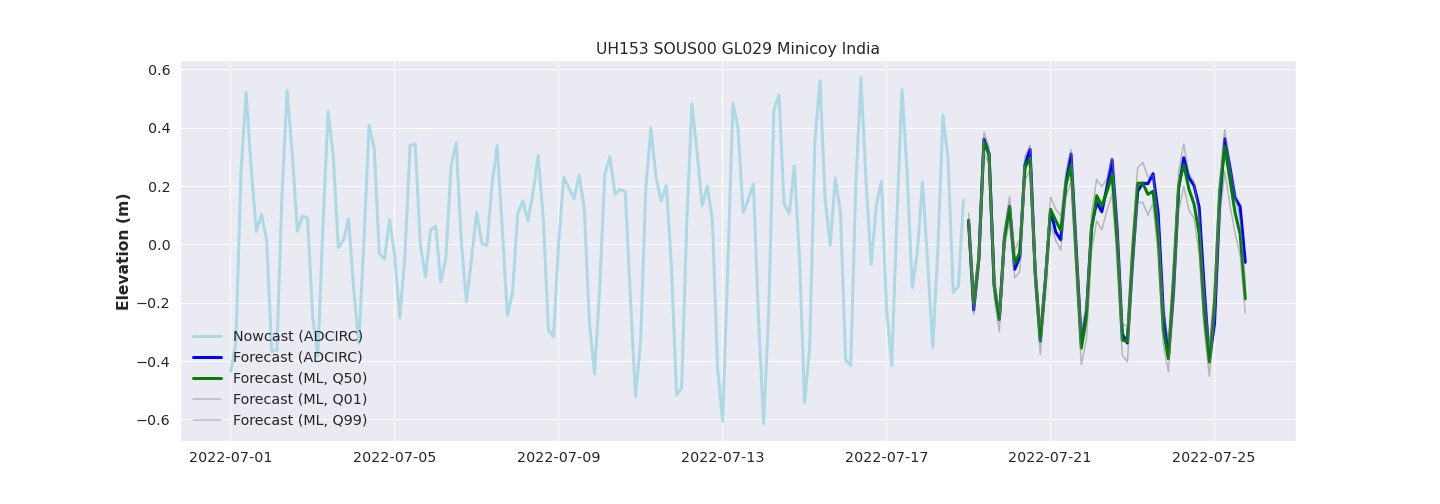 UH153 SOUS00 GL029 Minicoy India
Elevation (m)
0.6
0.4
0.2
0.0
−0.2
−0.4
−0.6
Nowcast (ADCIRC)
Forecast (ADCIRC)
Forecast (ML, Q50)
Forecast (ML, Q01)
Forecast (ML, Q99)
2022-07-01 2022-07-05 2022-07-09 2022-07-13 2022-07-17 2022-07-21 2022-07-25